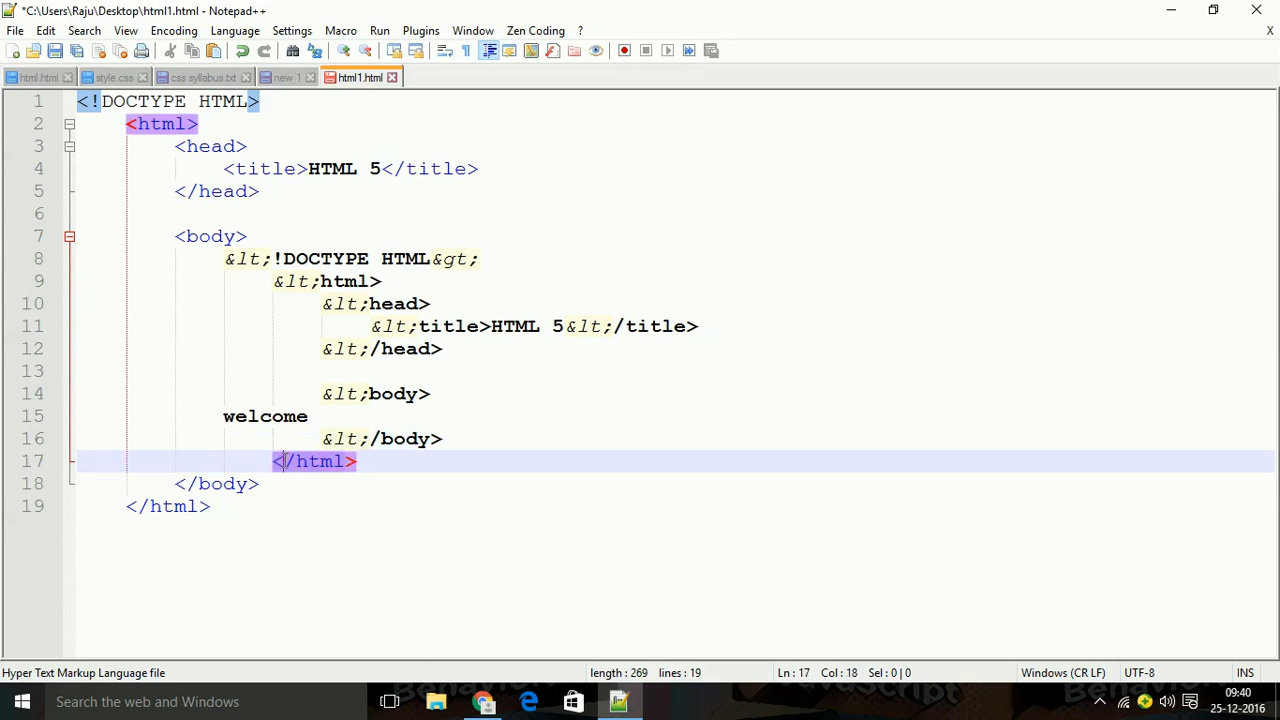 *C:\Users\Raju\Desktop\html1.html - Notepad++
File Edit Search View Encoding Language Settings Macro Run Plugins Window Zen Coding ? X
html.html style.css css syllabus.txt new 1 html1.html
1 <!DOCTYPE HTML>
2 <html>
3 <head>
4 <title>HTML 5</title>
5 </head>
6
7 <body>
8 &lt;!DOCTYPE HTML&gt;
9 &lt;html>
10 &lt;head>
11 &lt;title>HTML 5&lt;/title>
12 &lt;/head>
13
14 &lt;body>
15 welcome
16 &lt;/body>
17 </html>
18 </body>
19 </html>
Hyper Text Markup Language file length : 269 lines : 19 Ln : 17 Col : 18 Sel : 0 | 0 Windows (CR LF) UTF-8 INS
Search the web and Windows
09:40
25-12-2016